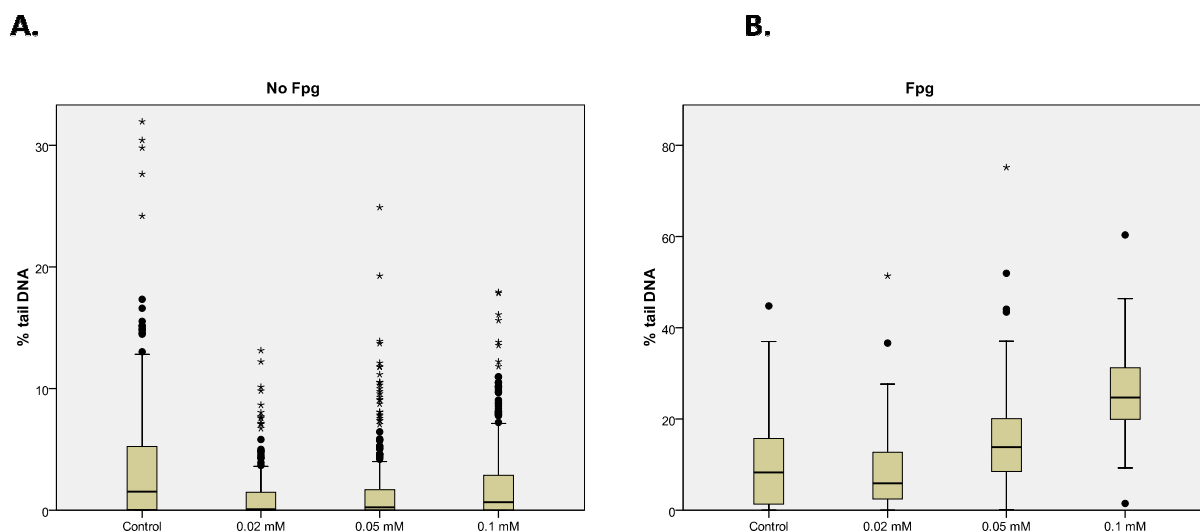 A.
B.
No Fpg
Fpg
% tail DNA
30
20
10
0
Control
0.02 mM
0.05 mM
0.1 mM
% tail DNA
80
60
40
20
0
Control
0.02 mM
0.05 mM
0.1 mM